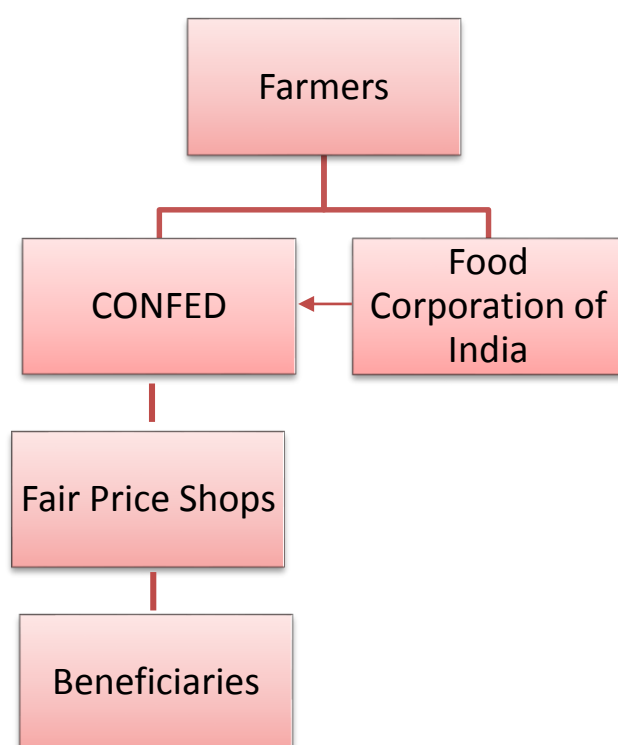 Farmers
CONFED
Food
Corporation of
India
Fair Price Shops
Beneficiaries